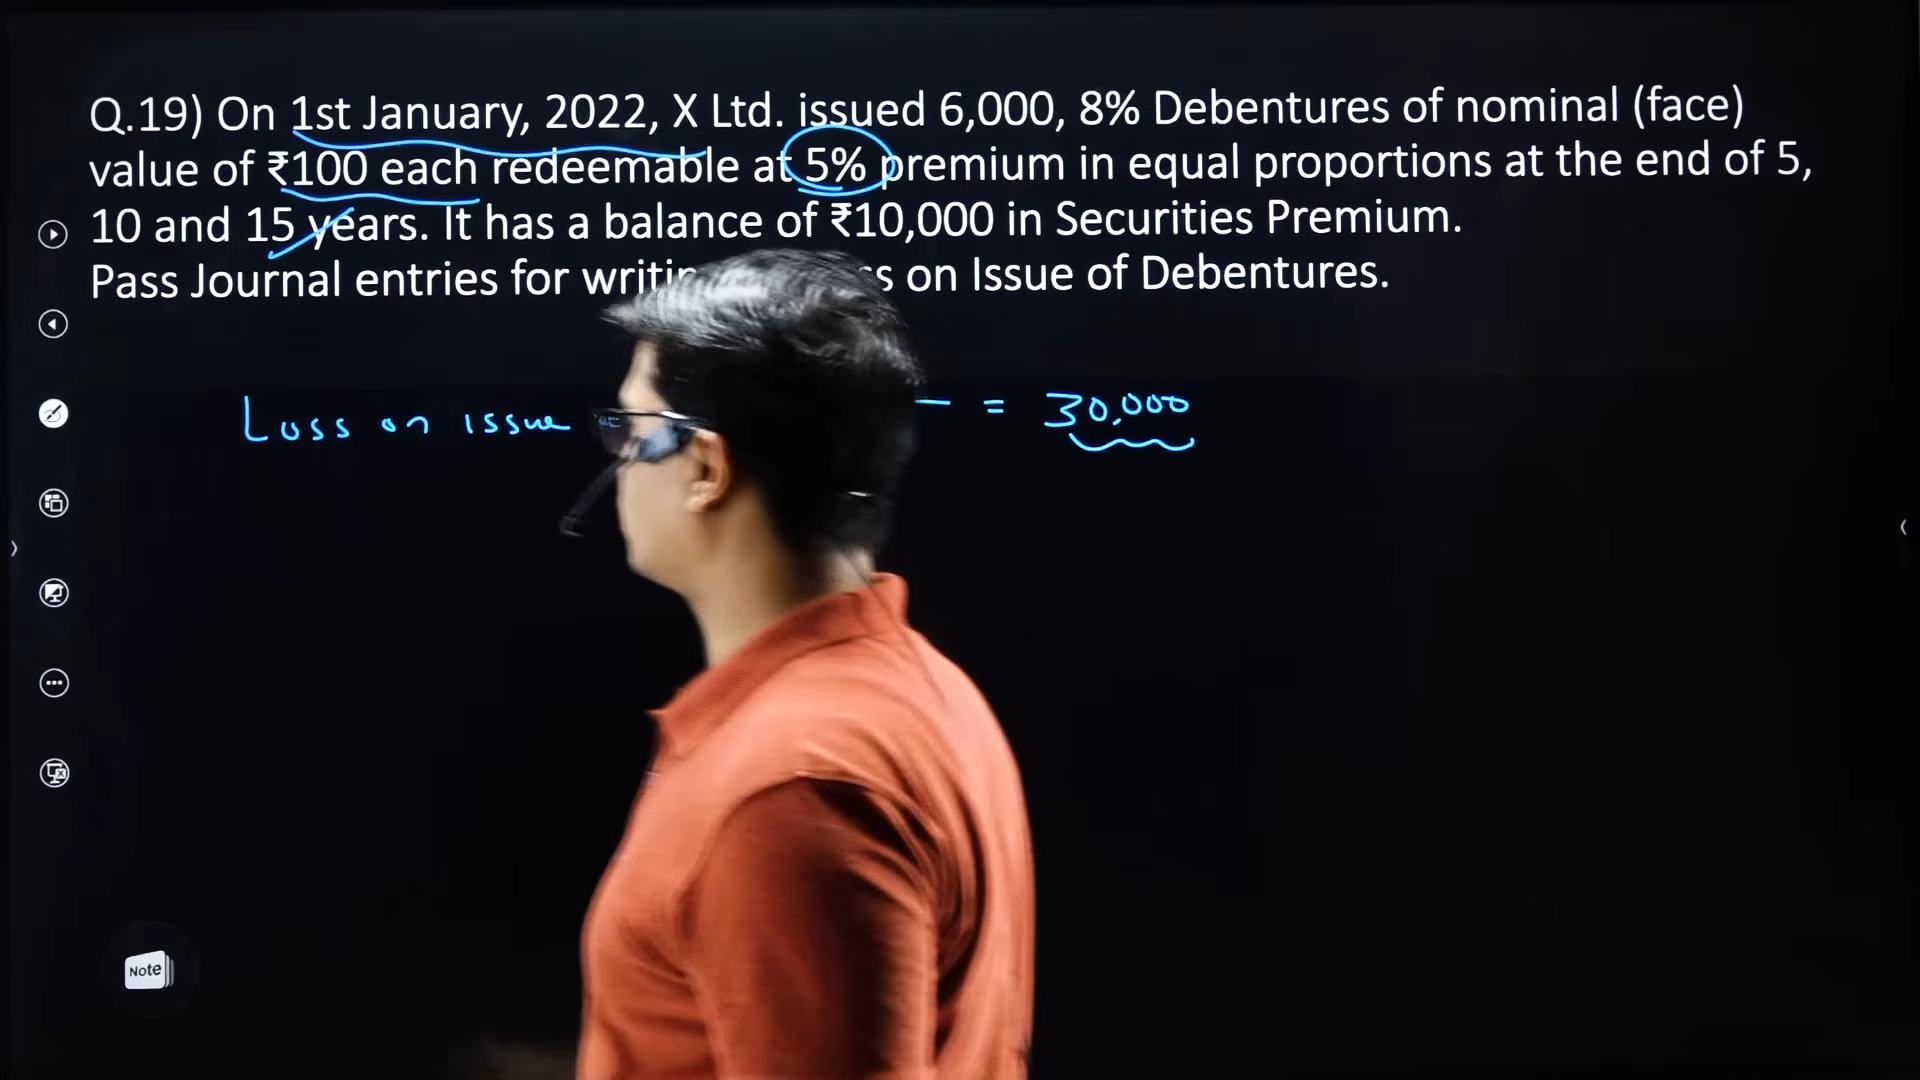 Q.19) On 1st January, 2022, X Ltd. issued 6,000, 8% Debentures of nominal (face)
value of ₹100 each redeemable at 5% premium in equal proportions at the end of 5,
10 and 15 years. It has a balance of ₹10,000 in Securities Premium.
Pass Journal entries for on Issue of Debentures.
Loss on issue = 30,000
Note